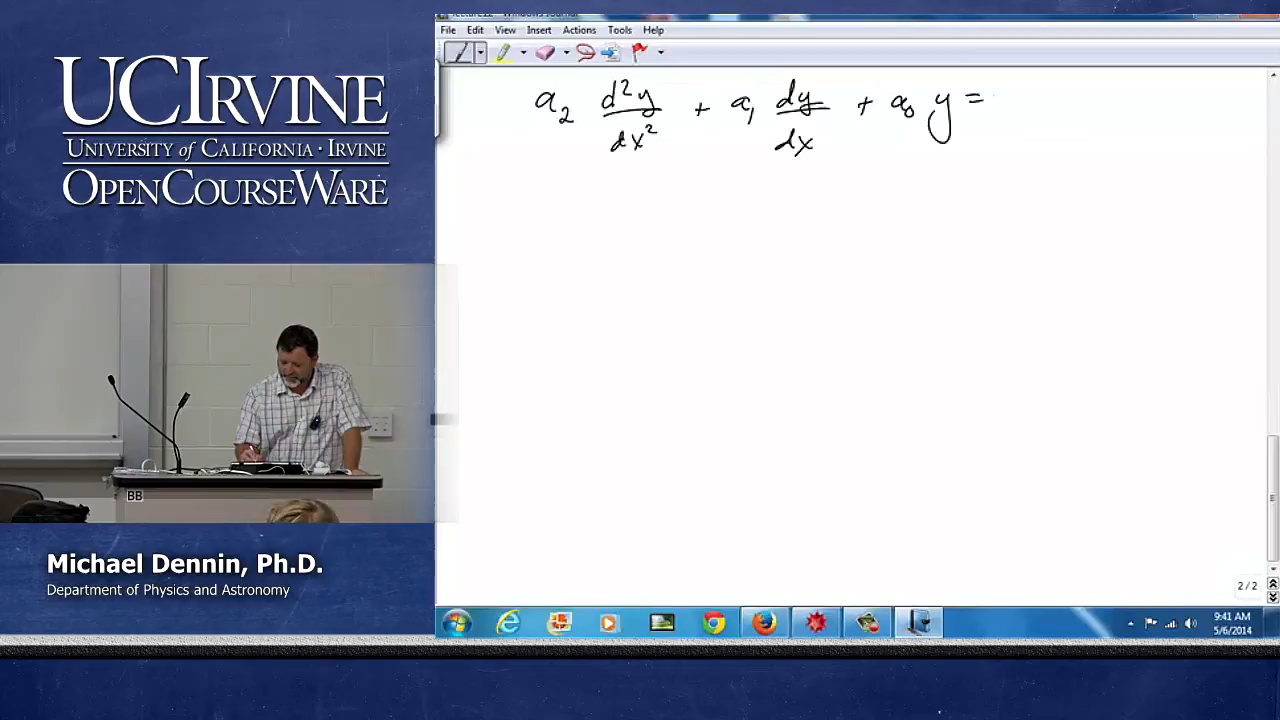 UCIRVINE
UNIVERSITY of CALIFORNIA · IRVINE
OPENCOURSEWARE
File Edit View Insert Actions Tools Help
a₂ d²y/dx² + a₁ dy/dx + a₀ y =
BB
Michael Dennin, Ph.D.
Department of Physics and Astronomy
2 / 2
9:41 AM
5/6/2014